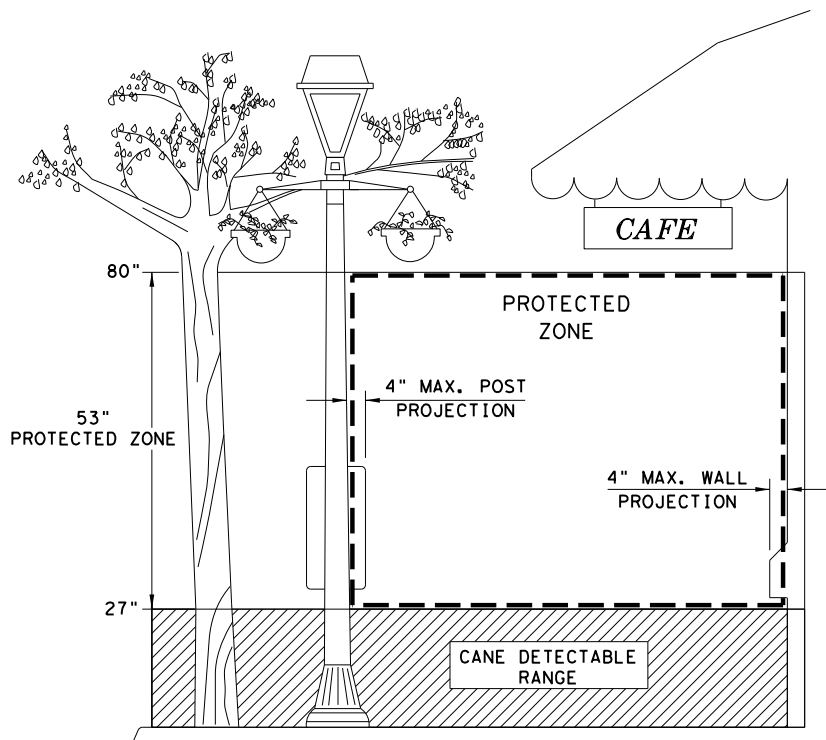 CAFE
80"
PROTECTED
ZONE
4" MAX. POST
PROJECTION
53"
PROTECTED ZONE
4" MAX. WALL
PROJECTION
27"
CANE DETECTABLE
RANGE